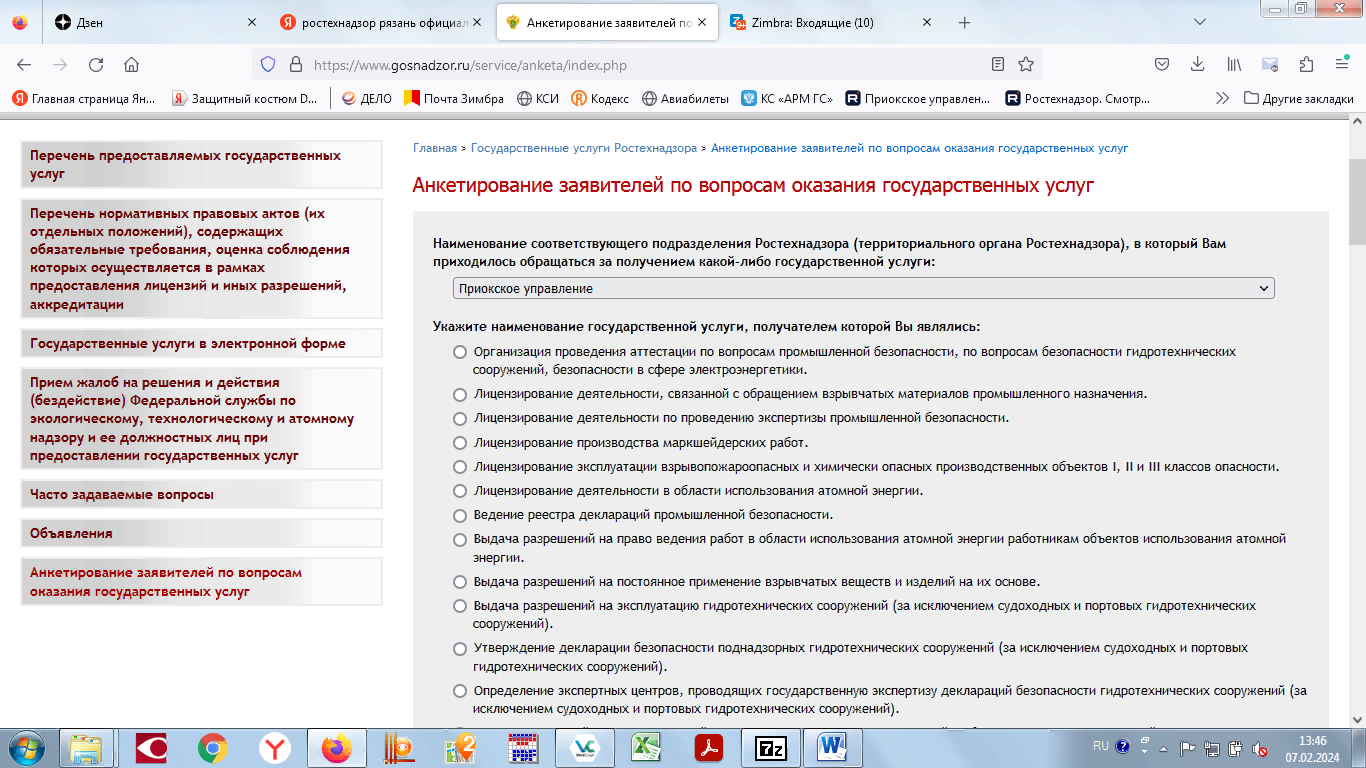 Дзен
ростехнадзор рязань официал
Анкетирование заявителей по
Zimbra: Входящие (10)
https://www.gosnadzor.ru/service/anketa/index.php
Главная страница Ян...
Защитный костюм D...
ДЕЛО
Почта Зимбра
КСИ
Кодекс
Авиабилеты
КС «АРМ ГС»
Приокское управлен...
Ростехнадзор. Смотр...
Другие закладки
Перечень предоставляемых государственных
услуг
Перечень нормативных правовых актов (их
отдельных положений), содержащих
обязательные требования, оценка соблюдения
которых осуществляется в рамках
предоставления лицензий и иных разрешений,
аккредитации
Государственные услуги в электронной форме
Прием жалоб на решения и действия
(бездействие) Федеральной службы по
экологическому, технологическому и атомному
надзору и ее должностных лиц при
предоставлении государственных услуг
Часто задаваемые вопросы
Объявления
Анкетирование заявителей по вопросам
оказания государственных услуг
Главная > Государственные услуги Ростехнадзора > Анкетирование заявителей по вопросам оказания государственных услуг
Анкетирование заявителей по вопросам оказания государственных услуг
Наименование соответствующего подразделения Ростехнадзора (территориального органа Ростехнадзора), в который Вам
приходилось обращаться за получением какой-либо государственной услуги:
Приокское управление
Укажите наименование государственной услуги, получателем которой Вы являлись:
Организация проведения аттестации по вопросам промышленной безопасности, по вопросам безопасности гидротехнических
сооружений, безопасности в сфере электроэнергетики.
Лицензирование деятельности, связанной с обращением взрывчатых материалов промышленного назначения.
Лицензирование деятельности по проведению экспертизы промышленной безопасности.
Лицензирование производства маркшейдерских работ.
Лицензирование эксплуатации взрывопожароопасных и химически опасных производственных объектов I, II и III классов опасности.
Лицензирование деятельности в области использования атомной энергии.
Ведение реестра деклараций промышленной безопасности.
Выдача разрешений на право ведения работ в области использования атомной энергии работникам объектов использования атомной
энергии.
Выдача разрешений на постоянное применение взрывчатых веществ и изделий на их основе.
Выдача разрешений на эксплуатацию гидротехнических сооружений (за исключением судоходных и портовых гидротехнических
сооружений).
Утверждение декларации безопасности поднадзорных гидротехнических сооружений (за исключением судоходных и портовых
гидротехнических сооружений).
Определение экспертных центров, проводящих государственную экспертизу деклараций безопасности гидротехнических сооружений (за
исключением судоходных и портовых гидротехнических сооружений).
RU
13:46
07.02.2024